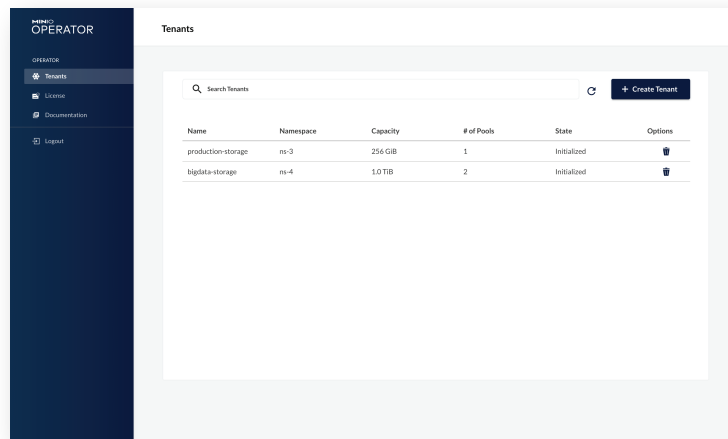 MINIO
OPERATOR
Tenants
OPERATOR
Tenants
License
Documentation
Logout
Search Tenants
+ Create Tenant
Name Namespace Capacity # of Pools State Options
production-storage ns-3 256 GiB 1 Initialized
bigdata-storage ns-4 1.0 TiB 2 Initialized